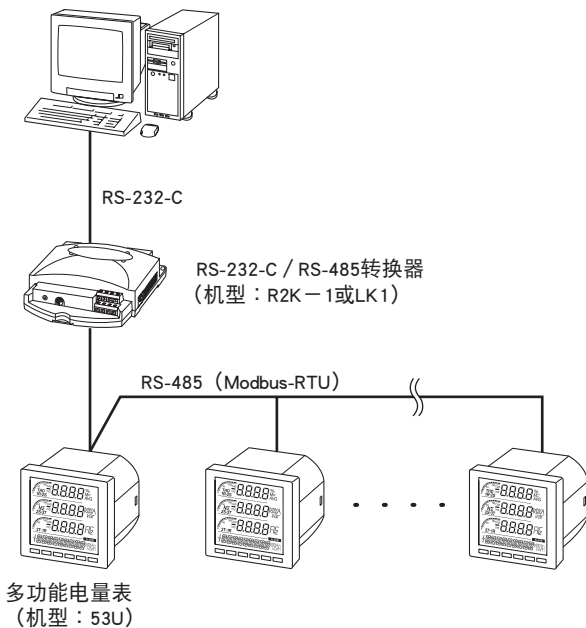 RS-232-C
RS-232-C／RS-485转换器
（机型：R2K－1或LK1）
RS-485（Modbus-RTU）
多功能电量表
（机型：53U）